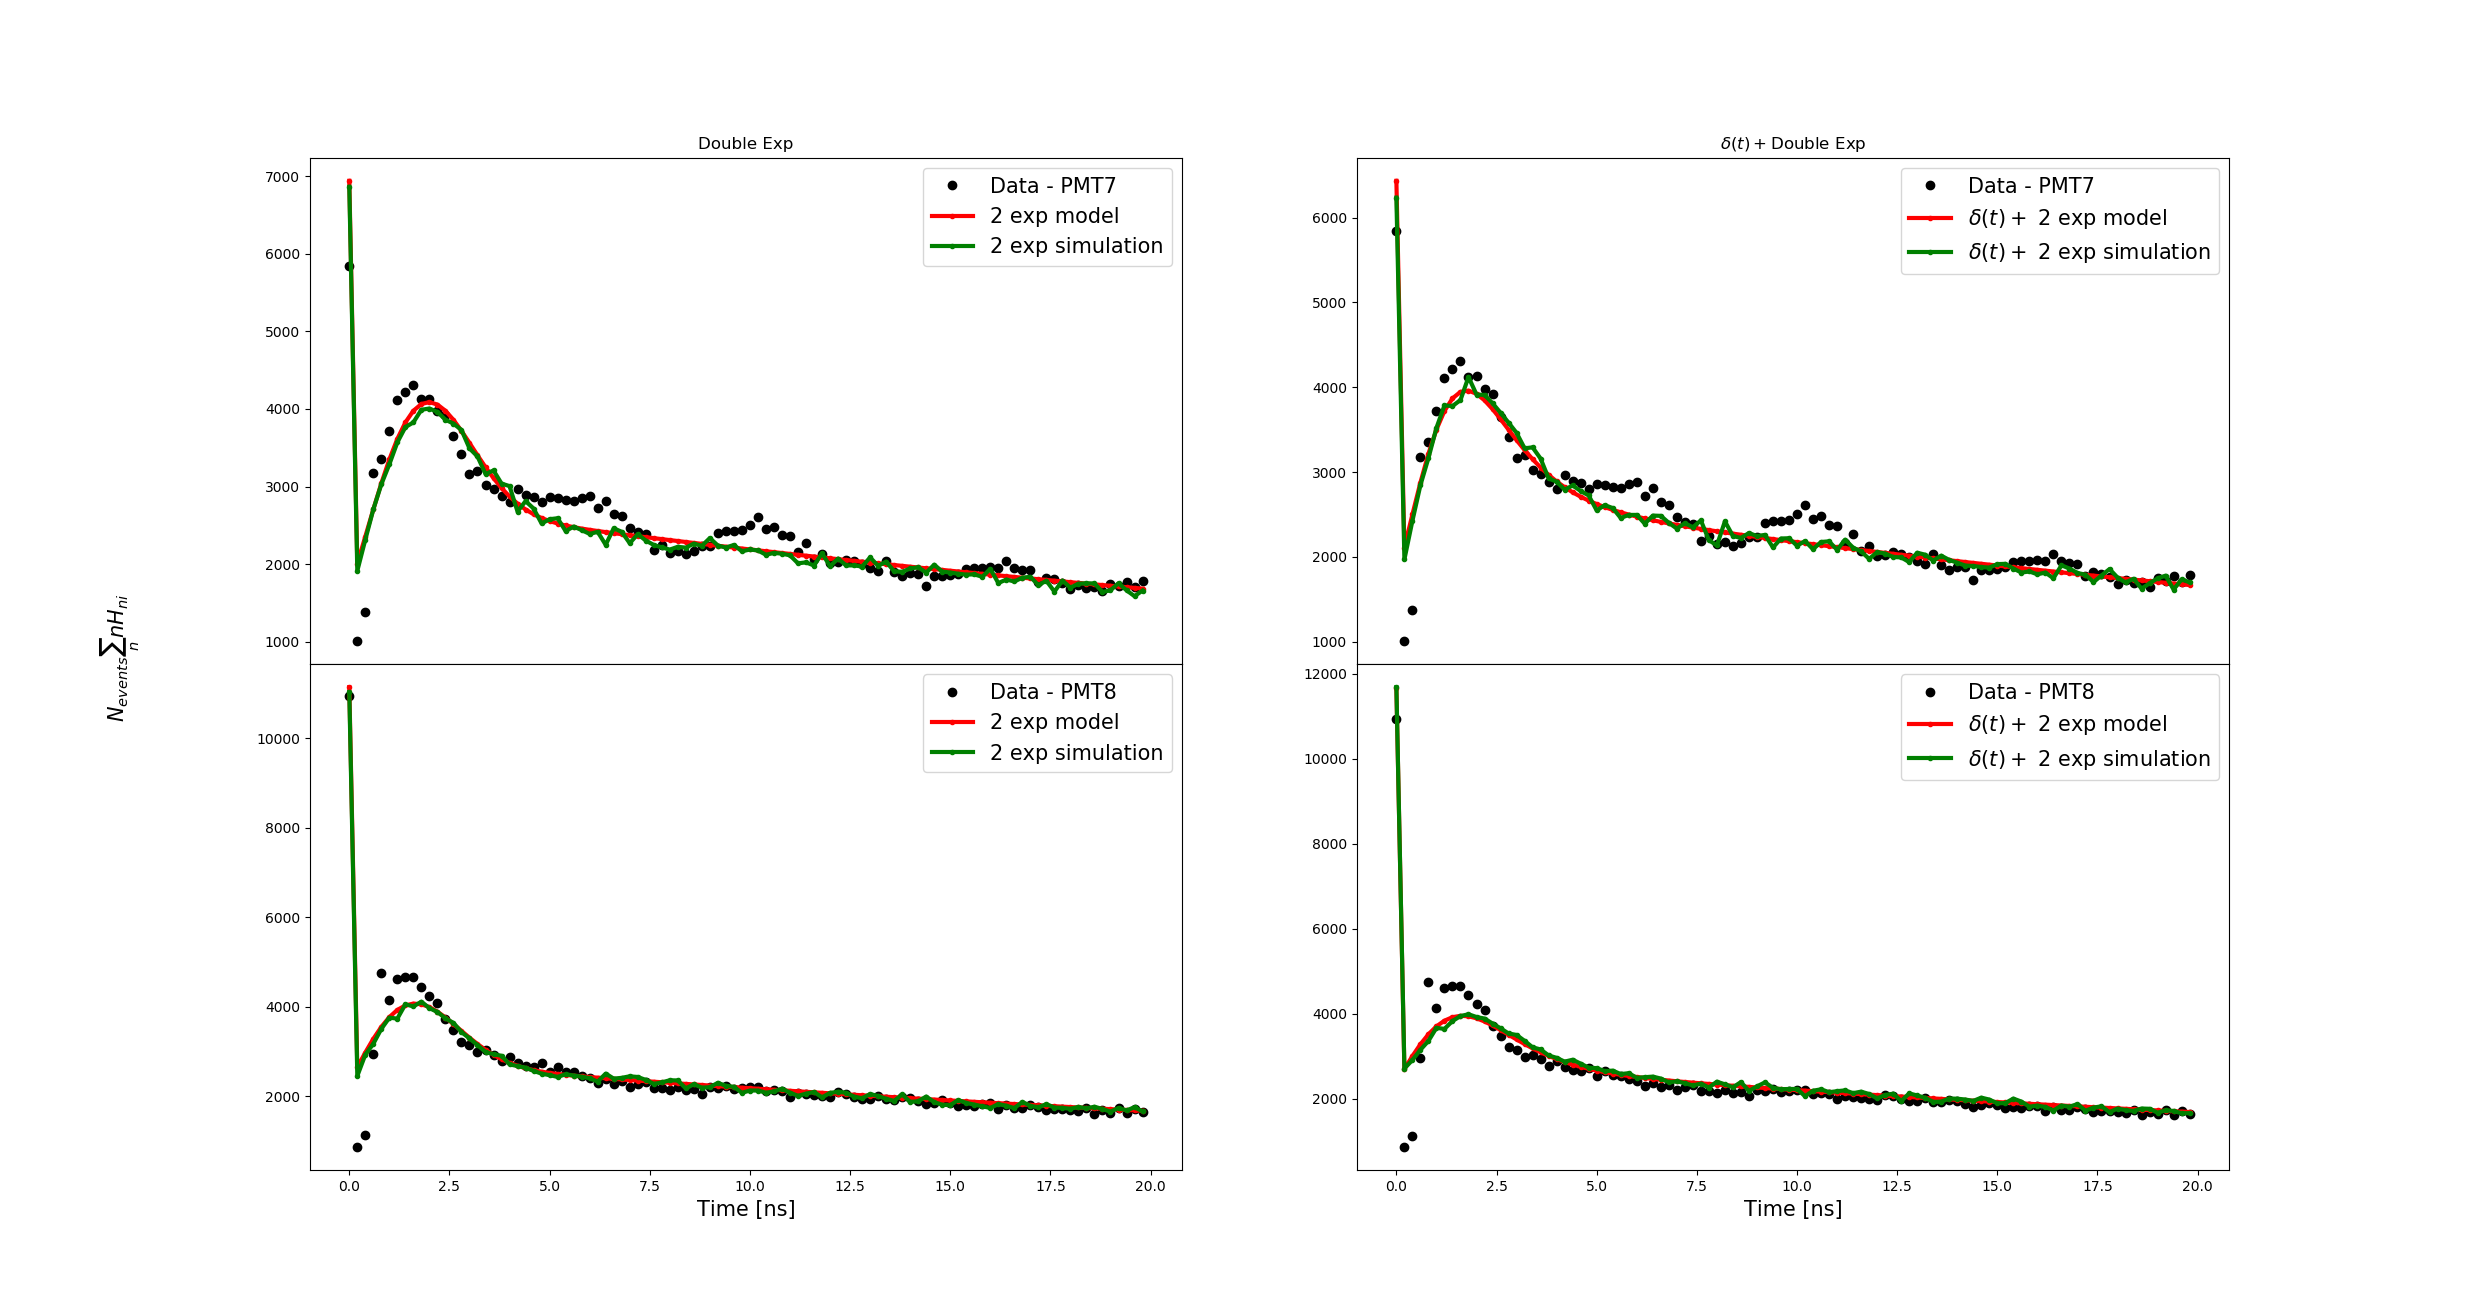 Double Exp
7000
6000
5000
4000
3000
2000
1000
Data - PMT7
2 exp model
2 exp simulation
δ(t) + Double Exp
6000
5000
4000
3000
2000
1000
Data - PMT7
δ(t) + 2 exp model
δ(t) + 2 exp simulation
N_events ∑_n nH_ni
10000
8000
6000
4000
2000
Data - PMT8
2 exp model
2 exp simulation
0.0 2.5 5.0 7.5 10.0 12.5 15.0 17.5 20.0
Time [ns]
12000
10000
8000
6000
4000
2000
Data - PMT8
δ(t) + 2 exp model
δ(t) + 2 exp simulation
0.0 2.5 5.0 7.5 10.0 12.5 15.0 17.5 20.0
Time [ns]